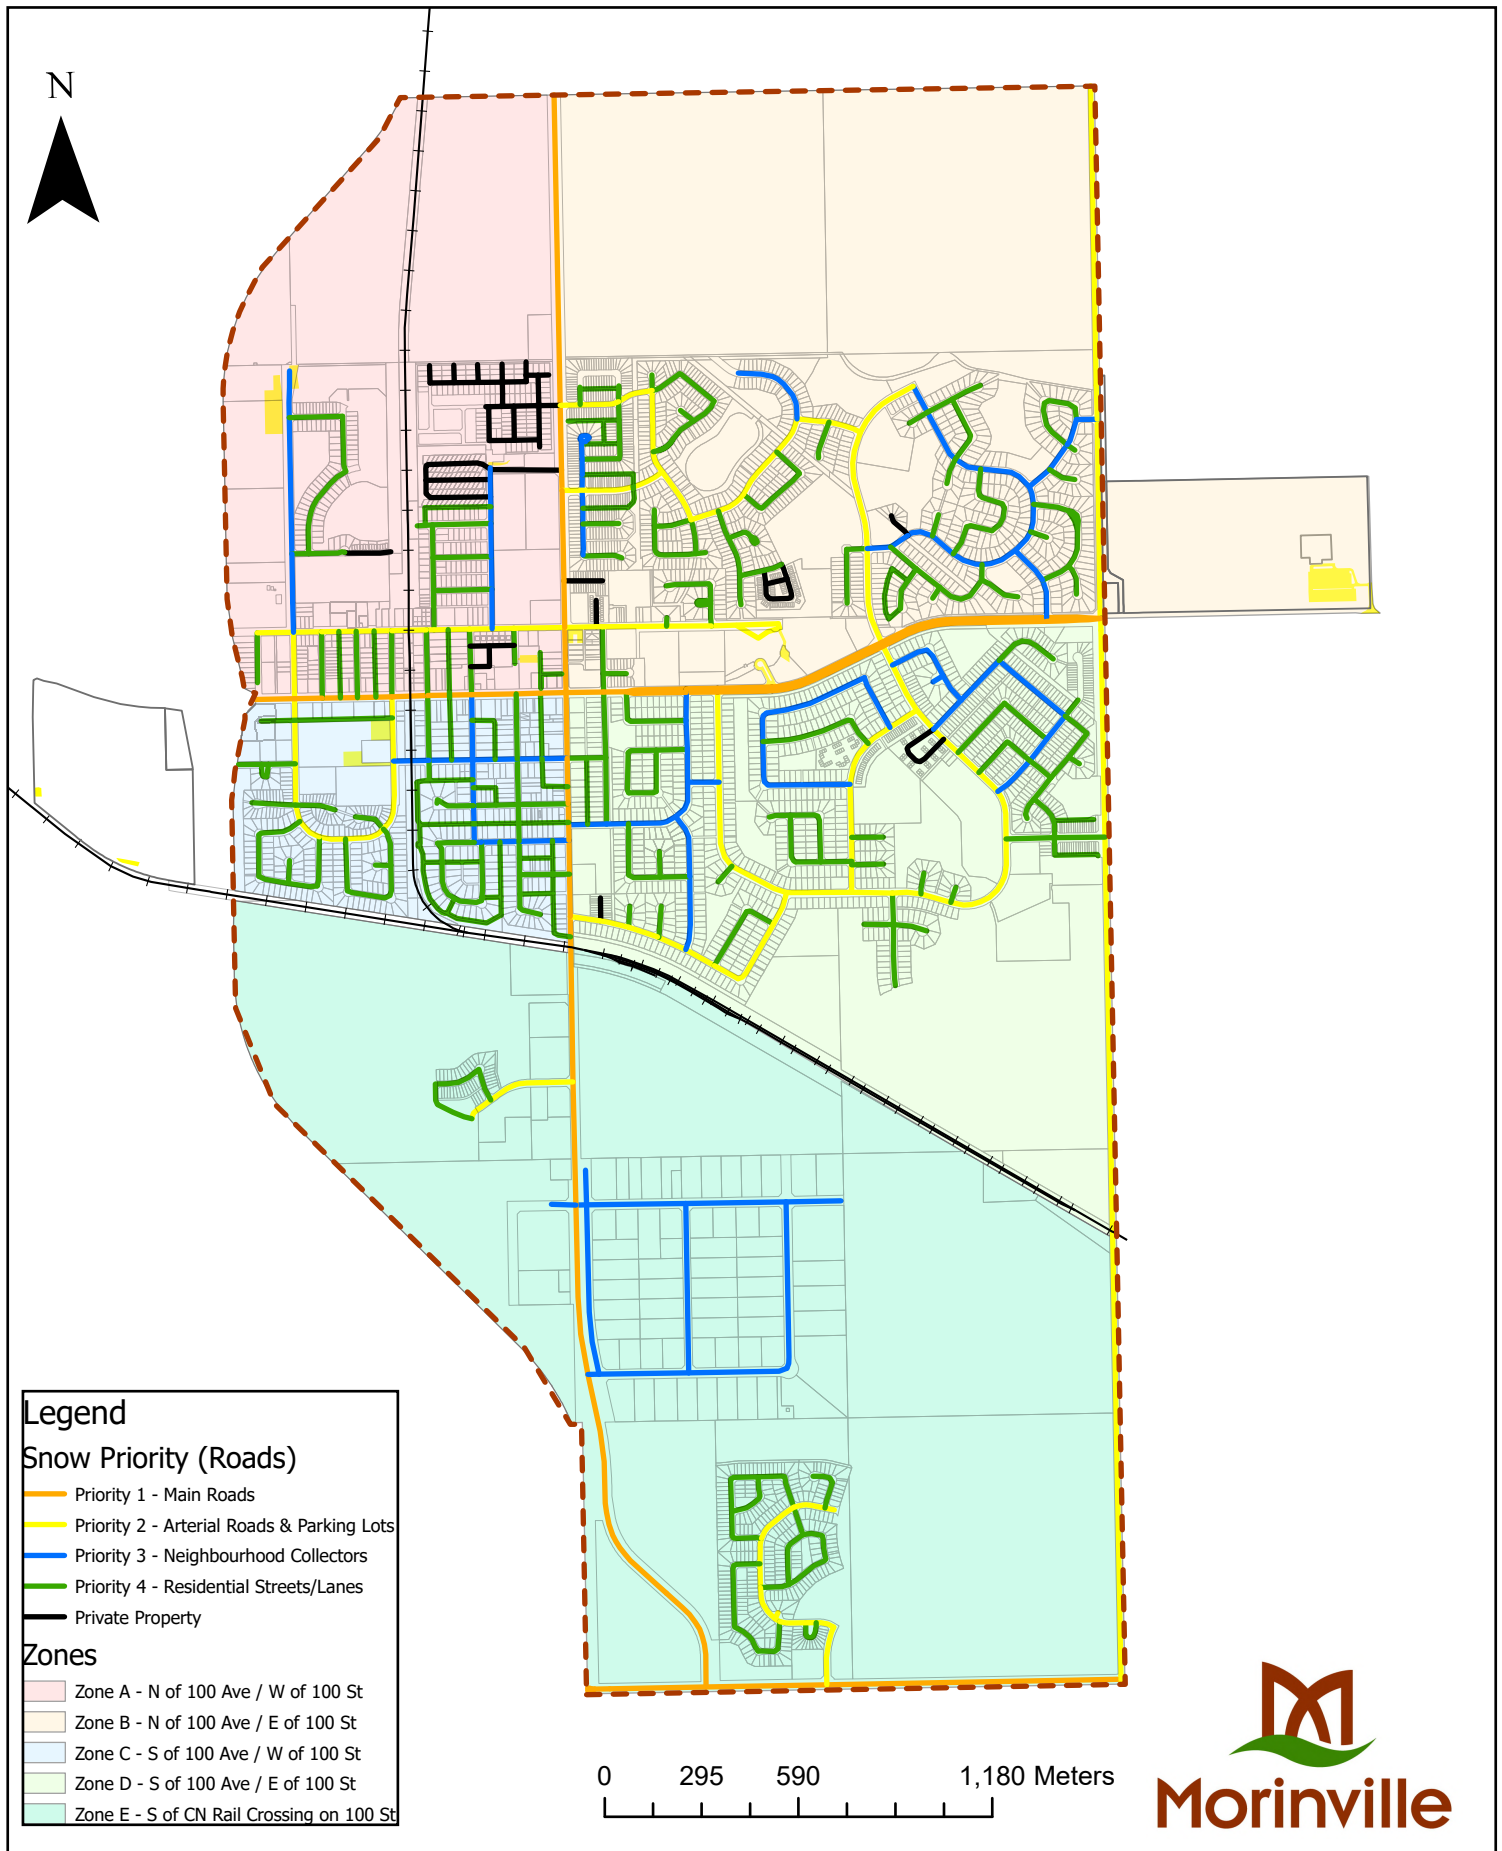 N
Legend
Snow Priority (Roads)
Priority 1 - Main Roads
Priority 2 - Arterial Roads & Parking Lots
Priority 3 - Neighbourhood Collectors
Priority 4 - Residential Streets/Lanes
Private Property
Zones
Zone A - N of 100 Ave / W of 100 St
Zone B - N of 100 Ave / E of 100 St
Zone C - S of 100 Ave / W of 100 St
Zone D - S of 100 Ave / E of 100 St
Zone E - S of CN Rail Crossing on 100 St
0 295 590 1,180 Meters
Morinville